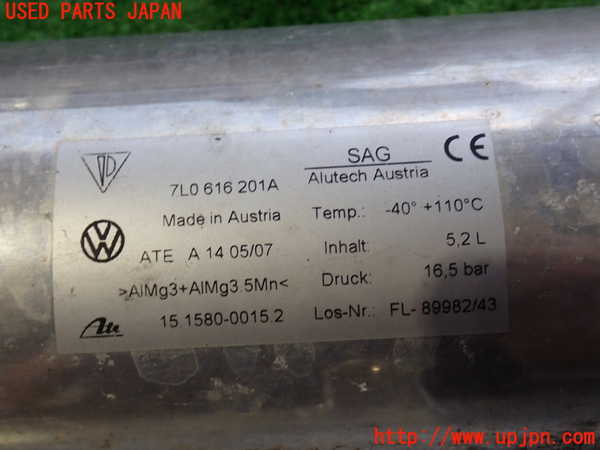 USED PARTS JAPAN
7L0 616 201A
Made in Austria
ATE A 14 05/07
>AlMg3+AlMg3.5Mn<
Ate 15.1580-0015.2
SAG CE
Alutech Austria
Temp.: -40° +110°C
Inhalt: 5,2 L
Druck: 16,5 bar
Los-Nr.: FL- 89982/43
http://www.upjpn.com/